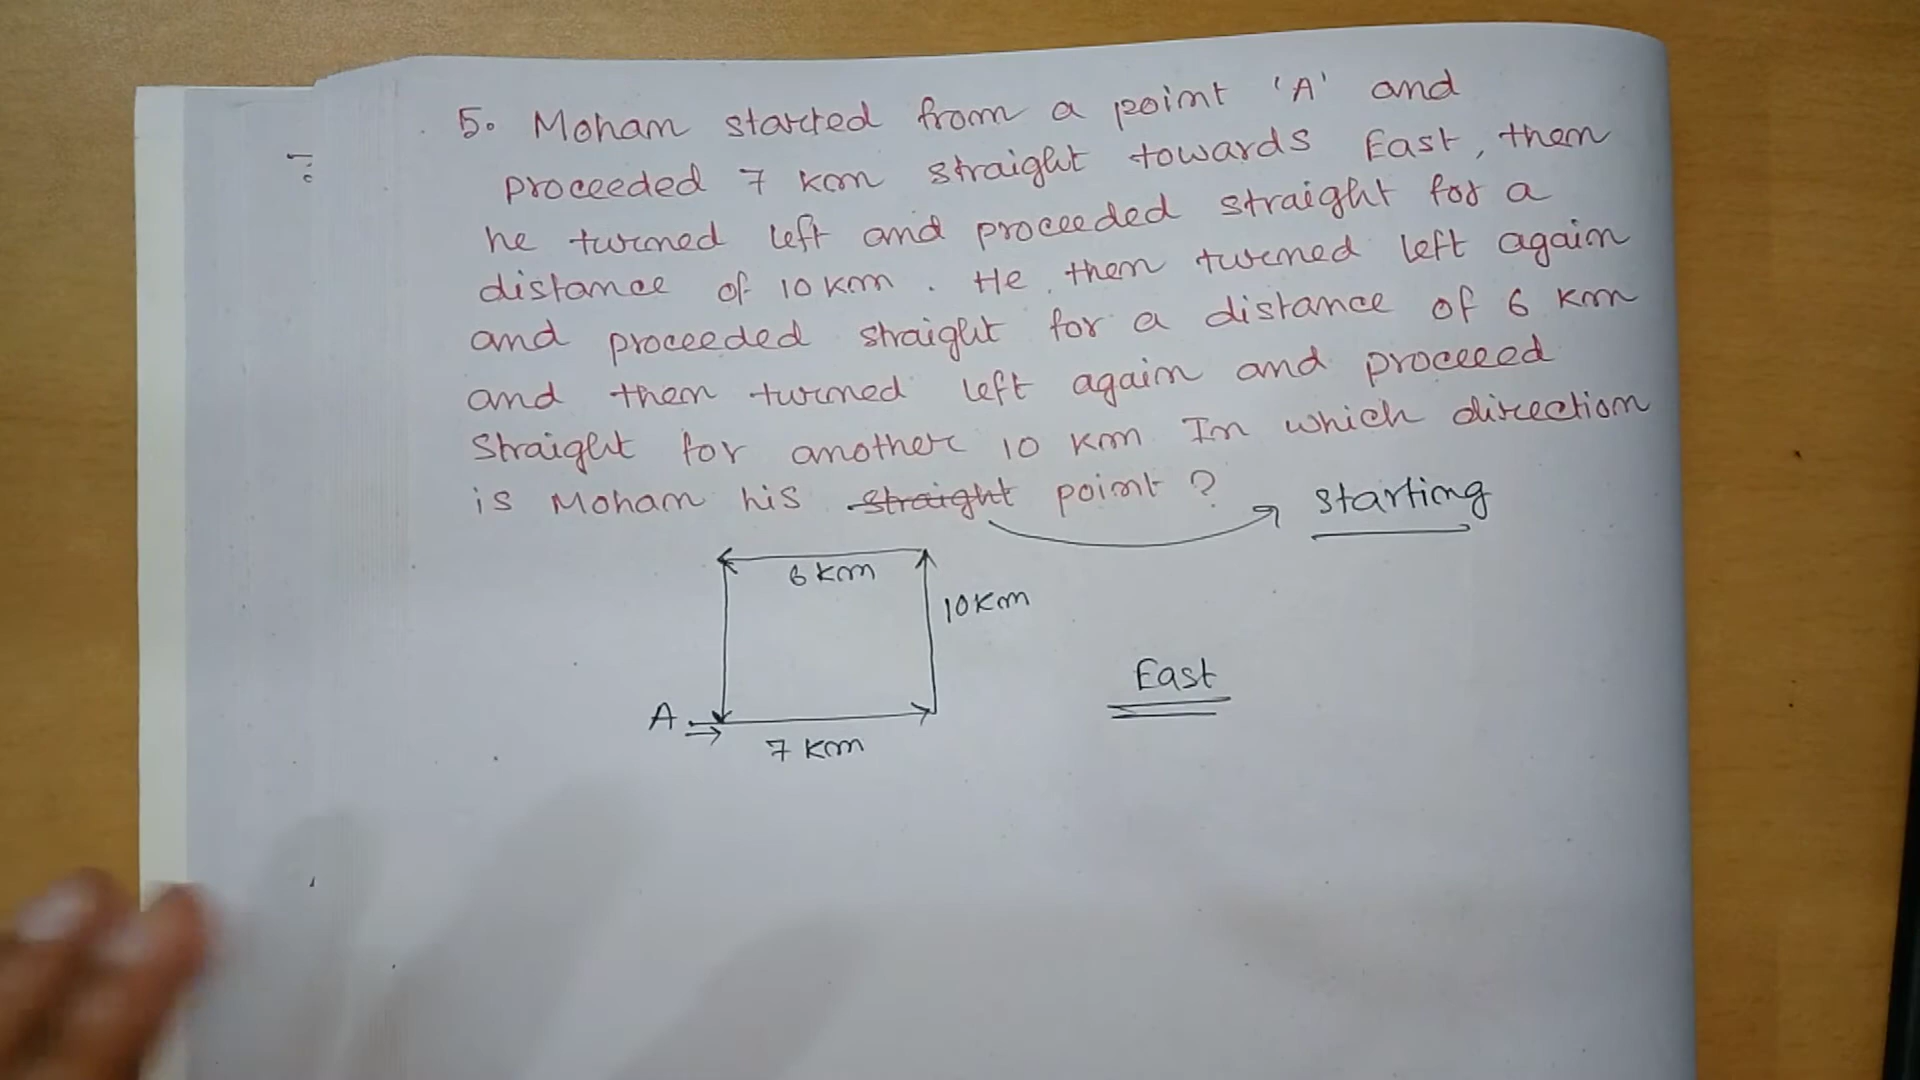 5. Mohan started from a point 'A' and
proceeded 7 km straight towards East, then
he turned left and proceeded straight for a
distance of 10 km. He then turned left again
and proceeded straight for a distance of 6 km
and then turned left again and proceeed
Straight for another 10 km In which direction
is Mohan his straight point ? starting
6 km
10 km
East
A
7 km